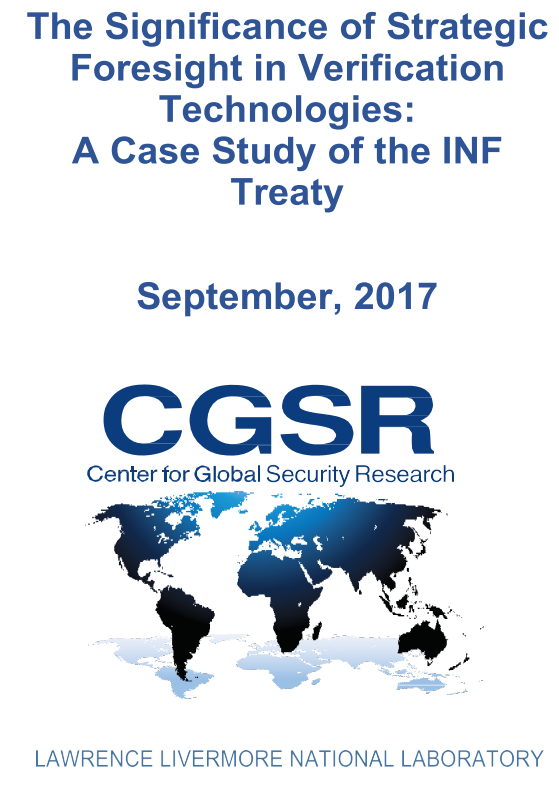 The Significance of Strategic
Foresight in Verification
Technologies:
A Case Study of the INF
Treaty
September, 2017
CGSR
Center for Global Security Research
LAWRENCE LIVERMORE NATIONAL LABORATORY